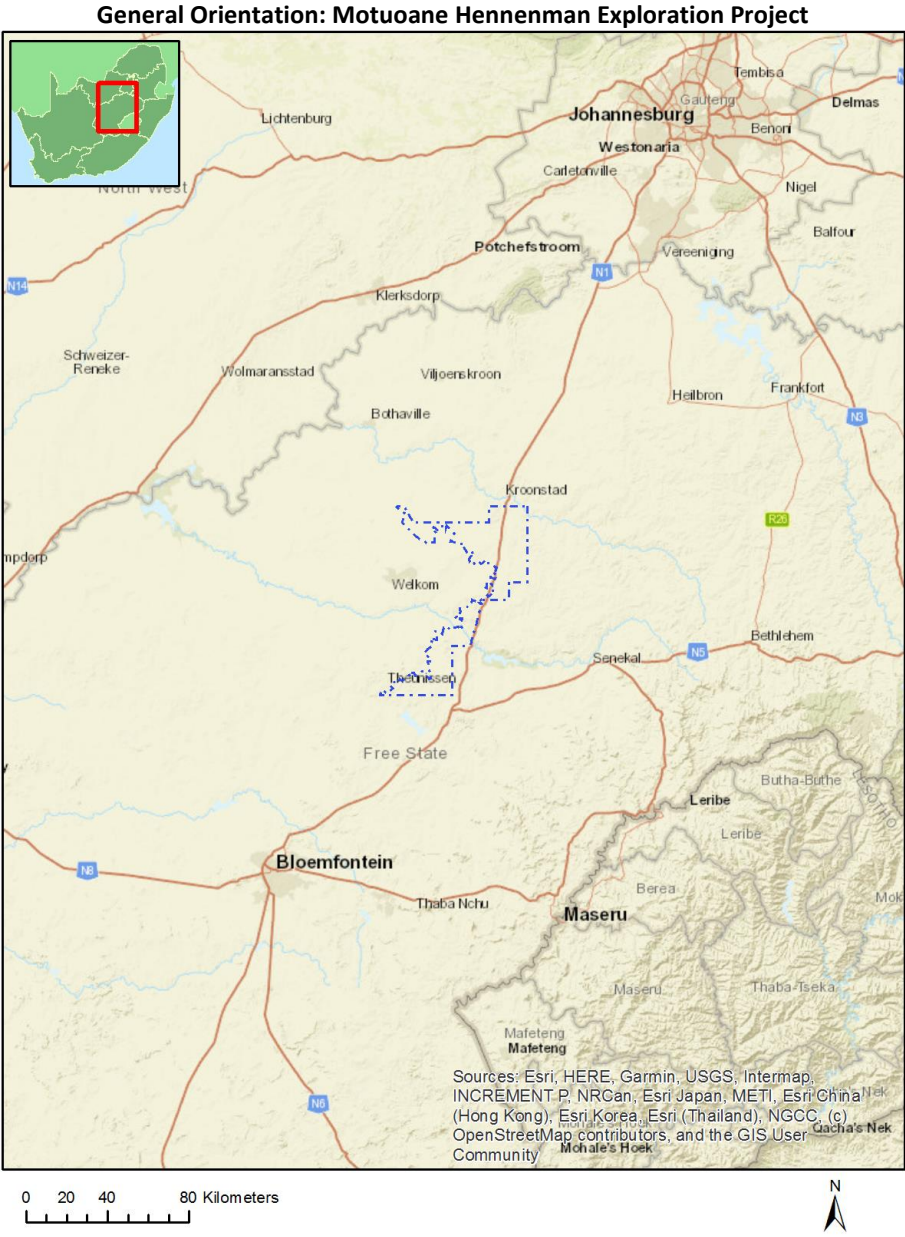 General Orientation: Motuoane Hennenman Exploration Project
Tembisa
Gauteng
Delmas
Johannesburg
Lichtenburg
Benoni
Westonaria
Carletonville
North West
Nigel
Balfour
Potchefstroom
Vereeniging
N1
N14
Klerksdorp
Schweizer-
Reneke
Wolmaransstad
Viljoenskroon
Heilbron
Frankfort
Bothaville
N3
Kroonstad
R26
mpdorp
Welkom
Bethlehem
N5
Senekal
Theunissen
Free State
Butha-Buthe
Lesotho
Leribe
Leribe
Bloemfontein
N8
Berea
Mok
Thaba Nchu
Maseru
Maseru
Thaba-Tseka
Mafeteng
Mafeteng
N6
Sources: Esri, HERE, Garmin, USGS, Intermap,
INCREMENT P, NRCan, Esri Japan, METI, Esri China
(Hong Kong), Esri Korea, Esri (Thailand), NGCC, (c)
OpenStreetMap contributors, and the GIS User
Community
Nek
Qacha's Nek
Mohale's Hoek
0 20 40 80 Kilometers
N